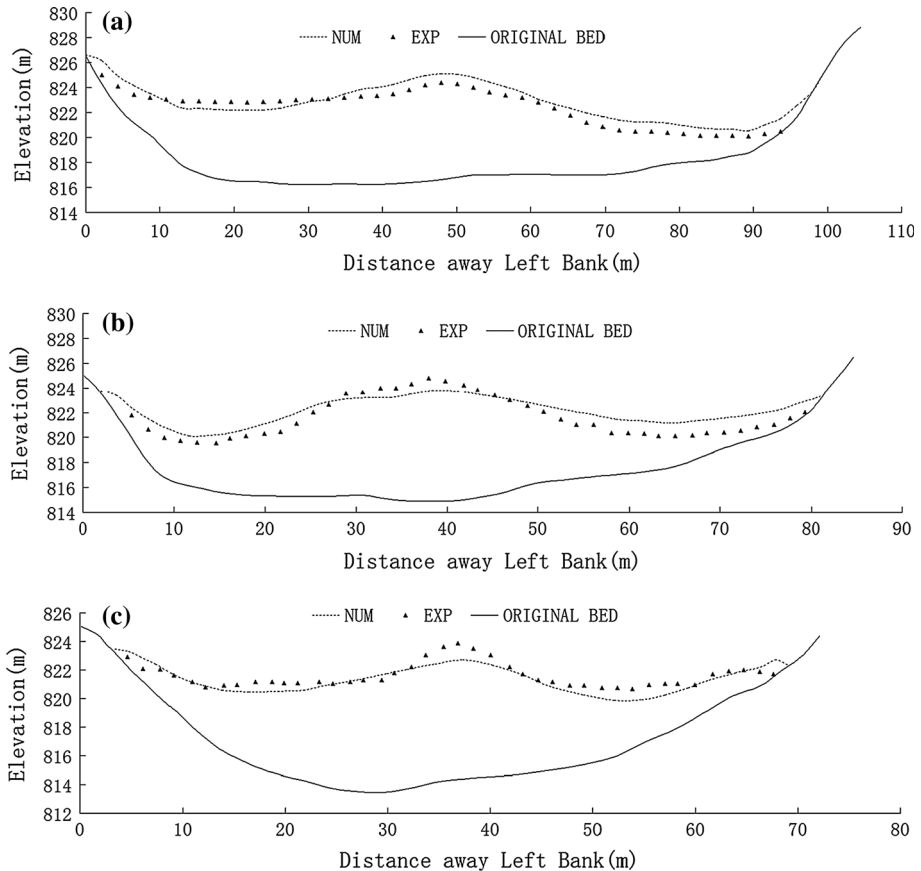 (a)
NUM EXP ORIGINAL BED
Elevation(m)
830
828
826
824
822
820
818
816
814
0 10 20 30 40 50 60 70 80 90 100 110
Distance away Left Bank(m)
(b)
NUM EXP ORIGINAL BED
Elevation(m)
830
828
826
824
822
820
818
816
814
0 10 20 30 40 50 60 70 80 90
Distance away Left Bank(m)
(c)
NUM EXP ORIGINAL BED
Elevation(m)
826
824
822
820
818
816
814
812
0 10 20 30 40 50 60 70 80
Distance away Left Bank(m)